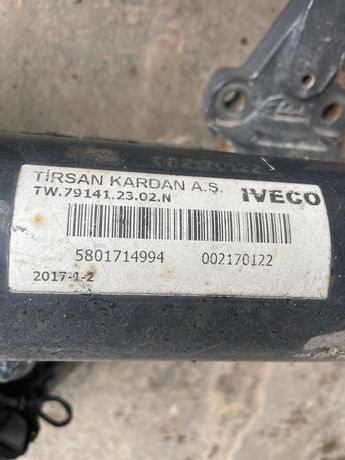 TİRSAN KARDAN A.Ş.
TW.79141.23.02.N IVECO
5801714994 002170122
2017-1-2